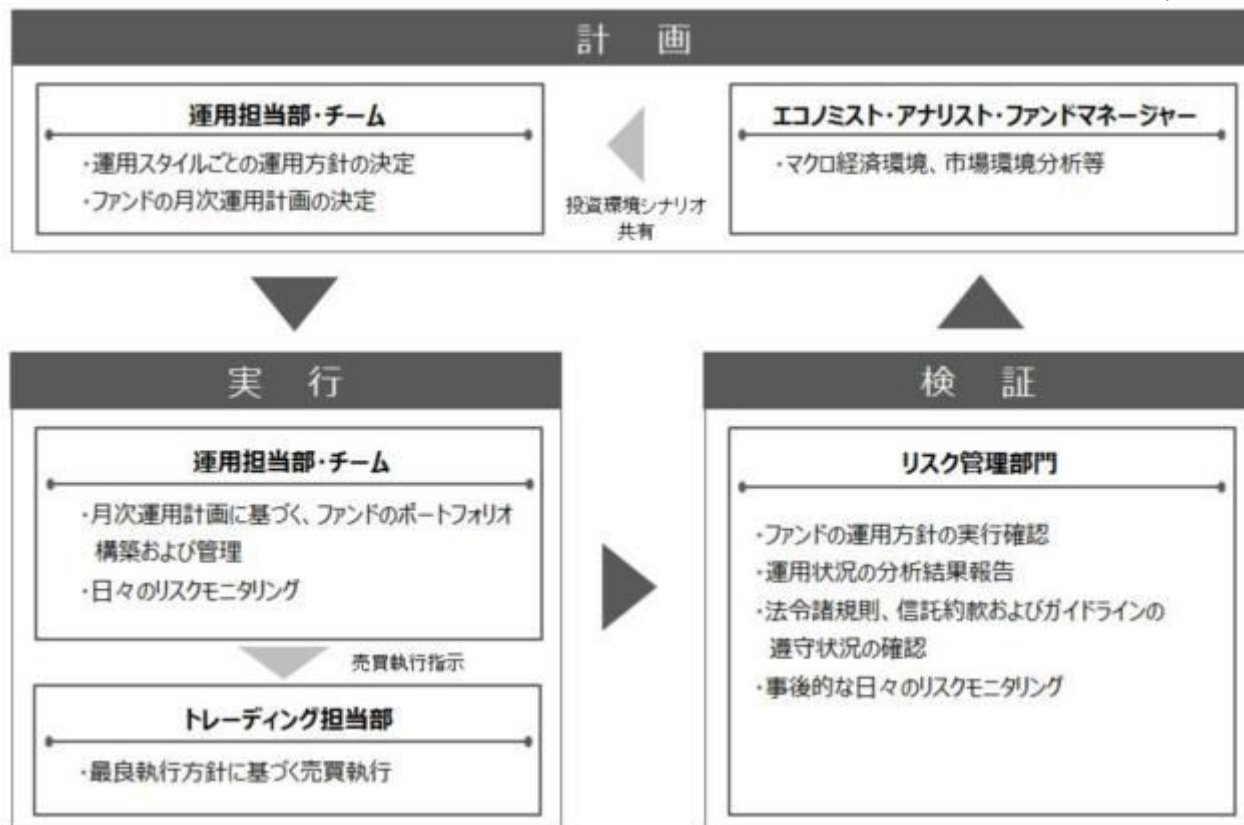 計 画
運用担当部・チーム
・運用スタイルごとの運用方針の決定
・ファンドの月次運用計画の決定
投資環境シナリオ
共有
エコノミスト・アナリスト・ファンドマネージャー
・マクロ経済環境、市場環境分析等
実 行
運用担当部・チーム
・月次運用計画に基づく、ファンドのポートフォリオ
構築および管理
・日々のリスクモニタリング
売買執行指示
トレーディング担当部
・最良執行方針に基づく売買執行
検 証
リスク管理部門
・ファンドの運用方針の実行確認
・運用状況の分析結果報告
・法令諸規則、信託約款およびガイドラインの
遵守状況の確認
・事後的な日々のリスクモニタリング